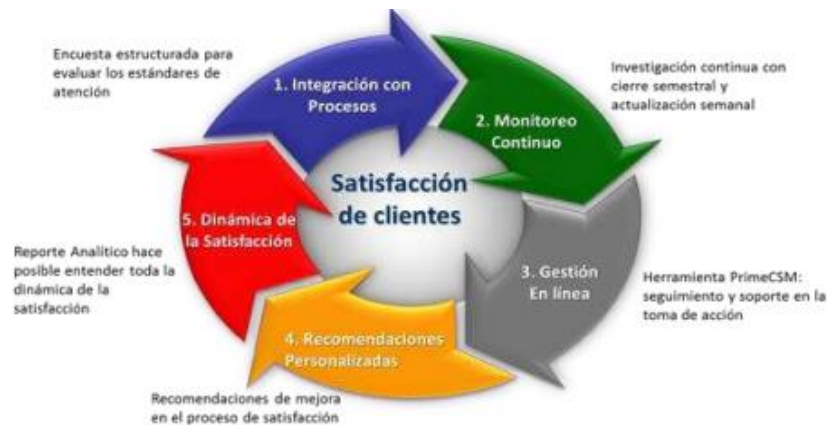 Encuesta estructurada para
evaluar los estándares de
atención
1. Integración con
Procesos
Investigación continua con
cierre semestral y
actualización semanal
2. Monitoreo
Continuo
Satisfacción
de clientes
5. Dinámica de
la Satisfacción
Reporte Analítico hace
posible entender toda la
dinámica de la
satisfacción
3. Gestión
En línea
Herramienta PrimeCSM:
seguimiento y soporte en la
toma de acción
4. Recomendaciones
Personalizadas
Recomendaciones de mejora
en el proceso de satisfacción